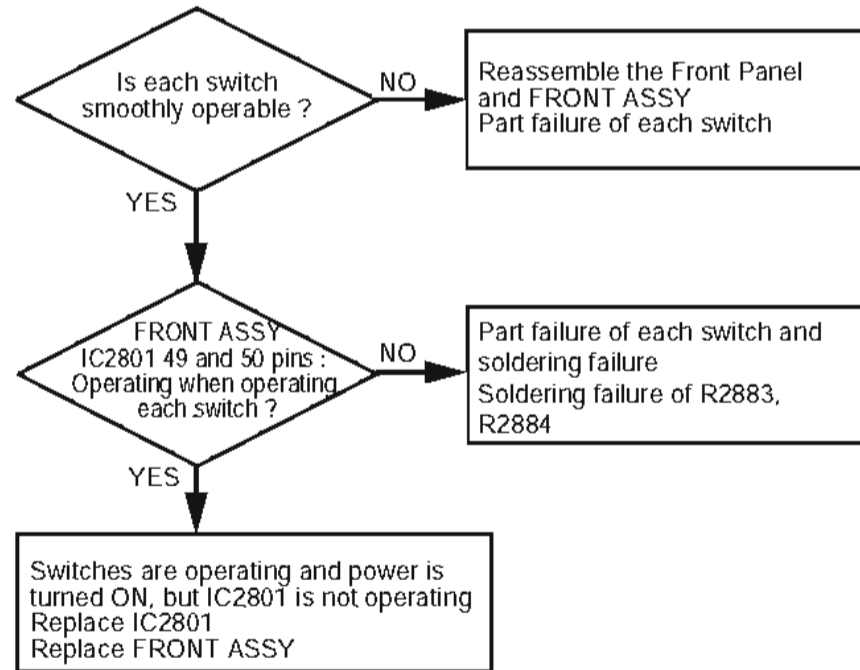 Is each switch
smoothly operable ?
NO
Reassemble the Front Panel
and FRONT ASSY
Part failure of each switch
YES
FRONT ASSY
IC2801 49 and 50 pins :
Operating when operating
each switch ?
NO
Part failure of each switch and
soldering failure
Soldering failure of R2883,
R2884
YES
Switches are operating and power is
turned ON, but IC2801 is not operating
Replace IC2801
Replace FRONT ASSY